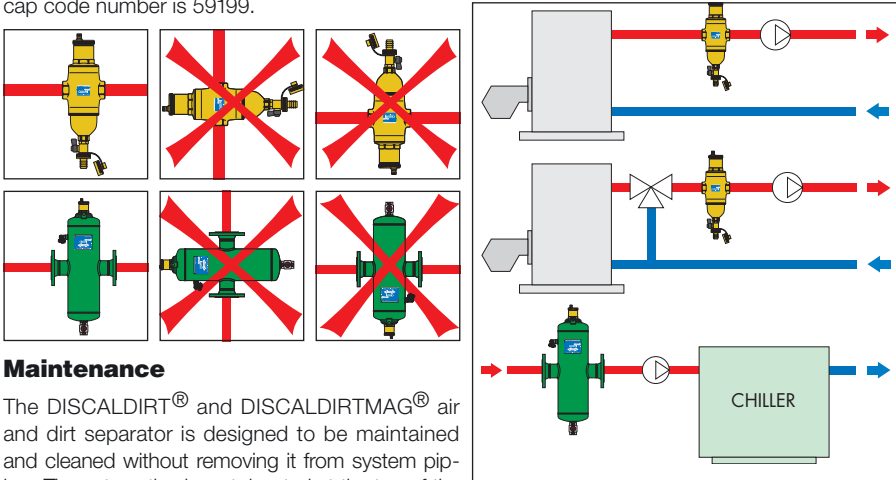 cap code number is 59199.
Maintenance
The DISCALDIRT® and DISCALDIRTMAG® air
and dirt separator is designed to be maintained
and cleaned without removing it from system pip-
CHILLER